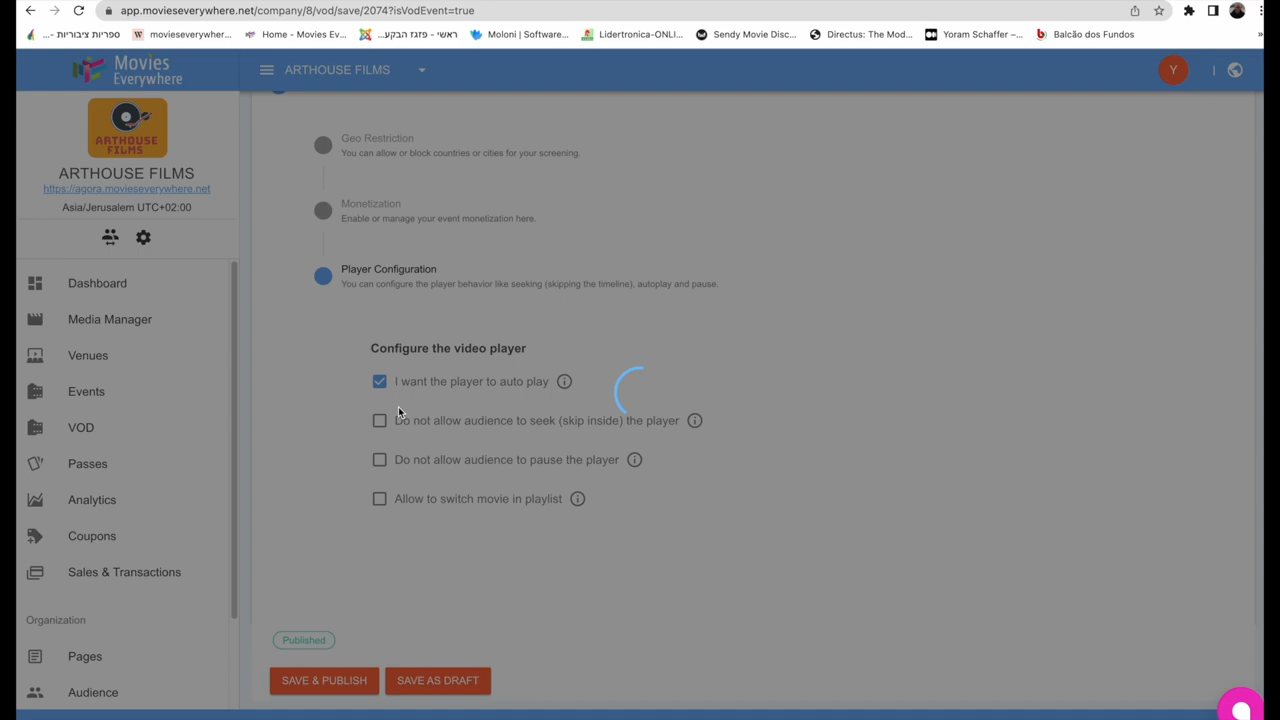 app.movieseverywhere.net/company/8/vod/save/2074?isVodEvent=true
ספריות ציבוריות -...
movieseverywher...
Home - Movies Ev...
ראשי - פזגז הבקע...
Moloni | Software...
Lidertronica-ONLI...
Sendy Movie Disc...
Directus: The Mod...
Yoram Schaffer –...
Balcão dos Fundos
»
Movies
Everywhere
ARTHOUSE FILMS
Y
|
ARTHOUSE
FILMS
ARTHOUSE FILMS
https://agora.movieseverywhere.net
Asia/Jerusalem UTC+02:00
Dashboard
Media Manager
Venues
Events
VOD
Passes
Analytics
Coupons
Sales & Transactions
Organization
Pages
Audience
Geo Restriction
You can allow or block countries or cities for your screening.
Monetization
Enable or manage your event monetization here.
Player Configuration
You can configure the player behavior like seeking (skipping the timeline), autoplay and pause.
Configure the video player
I want the player to auto play
Do not allow audience to seek (skip inside) the player
Do not allow audience to pause the player
Allow to switch movie in playlist
Published
SAVE & PUBLISH
SAVE AS DRAFT